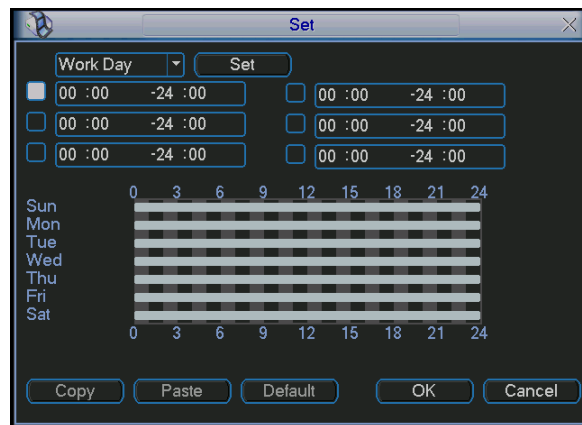 Set
Work Day Set
00 :00 -24 :00 00 :00 -24 :00
00 :00 -24 :00 00 :00 -24 :00
00 :00 -24 :00 00 :00 -24 :00
0 3 6 9 12 15 18 21 24
Sun
Mon
Tue
Wed
Thu
Fri
Sat
0 3 6 9 12 15 18 21 24
Copy Paste Default OK Cancel